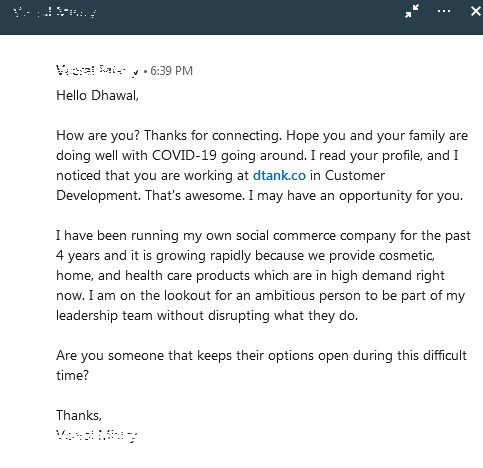 • 6:39 PM
Hello Dhawal,
How are you? Thanks for connecting. Hope you and your family are
doing well with COVID-19 going around. I read your profile, and I
noticed that you are working at dtank.co in Customer
Development. That's awesome. I may have an opportunity for you.
I have been running my own social commerce company for the past
4 years and it is growing rapidly because we provide cosmetic,
home, and health care products which are in high demand right
now. I am on the lookout for an ambitious person to be part of my
leadership team without disrupting what they do.
Are you someone that keeps their options open during this difficult
time?
Thanks,